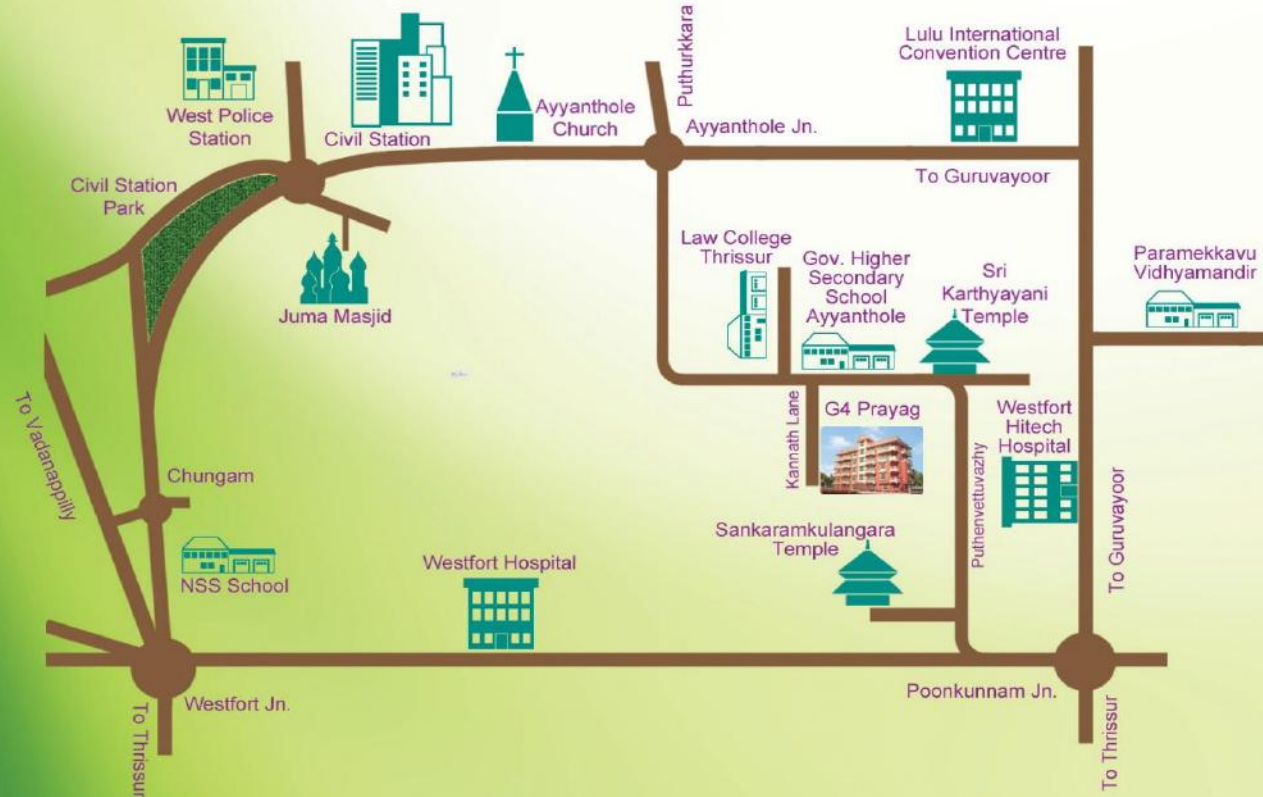 Lulu International
Convention Centre
Puthurkkara
West Police
Station
Civil Station
Ayyanthole
Church
Ayyanthole Jn.
To Guruvayoor
Civil Station
Park
Juma Masjid
Law College
Thrissur
Gov. Higher
Secondary
School
Ayyanthole
Sri
Karthyayani
Temple
Paramekkavu
Vidhyamandir
To Vadanappilly
Kannath Lane
G4 Prayag
Puthenvettuvazhy
Westfort
Hitech
Hospital
To Guruvayoor
Chungam
NSS School
Westfort Hospital
Sankaramkulangara
Temple
Westfort Jn.
Poonkunnam Jn.
To Thrissur
To Thrissur